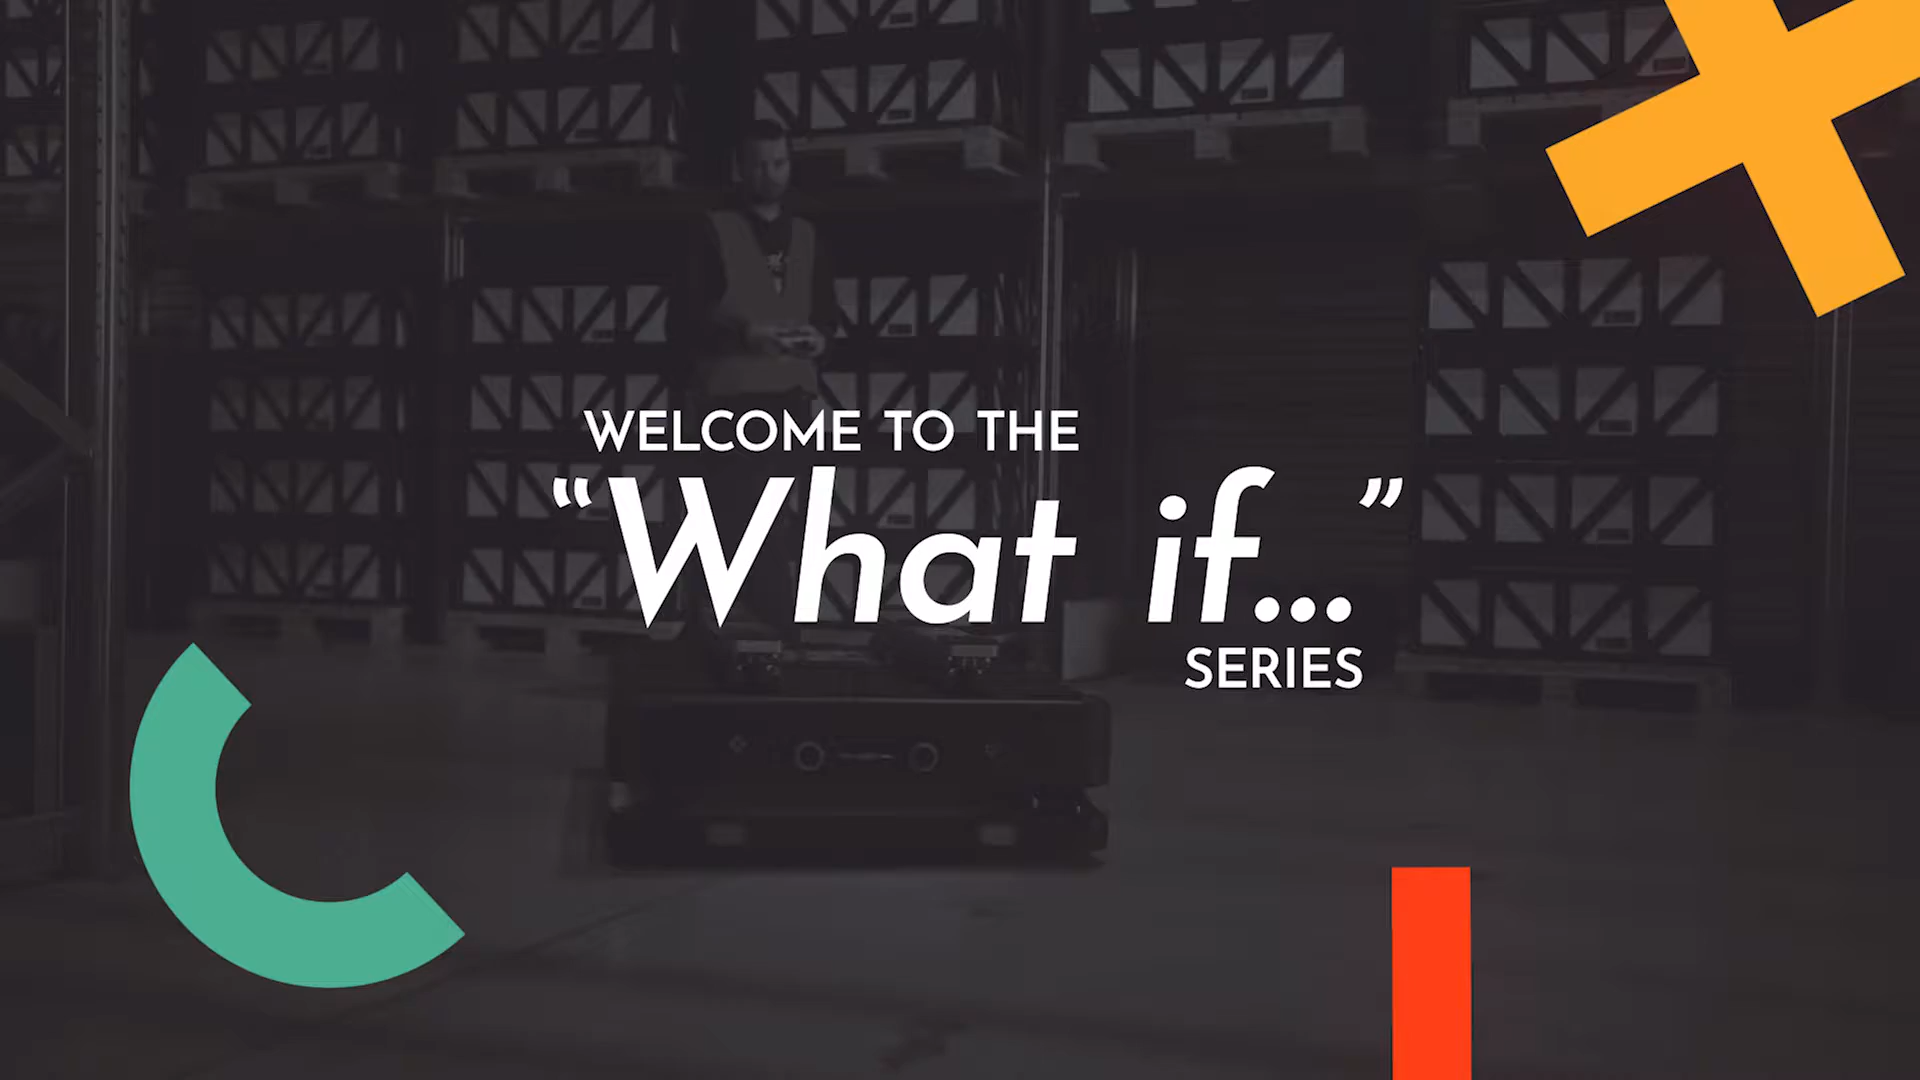 WELCOME TO THE
“What if...”
SERIES